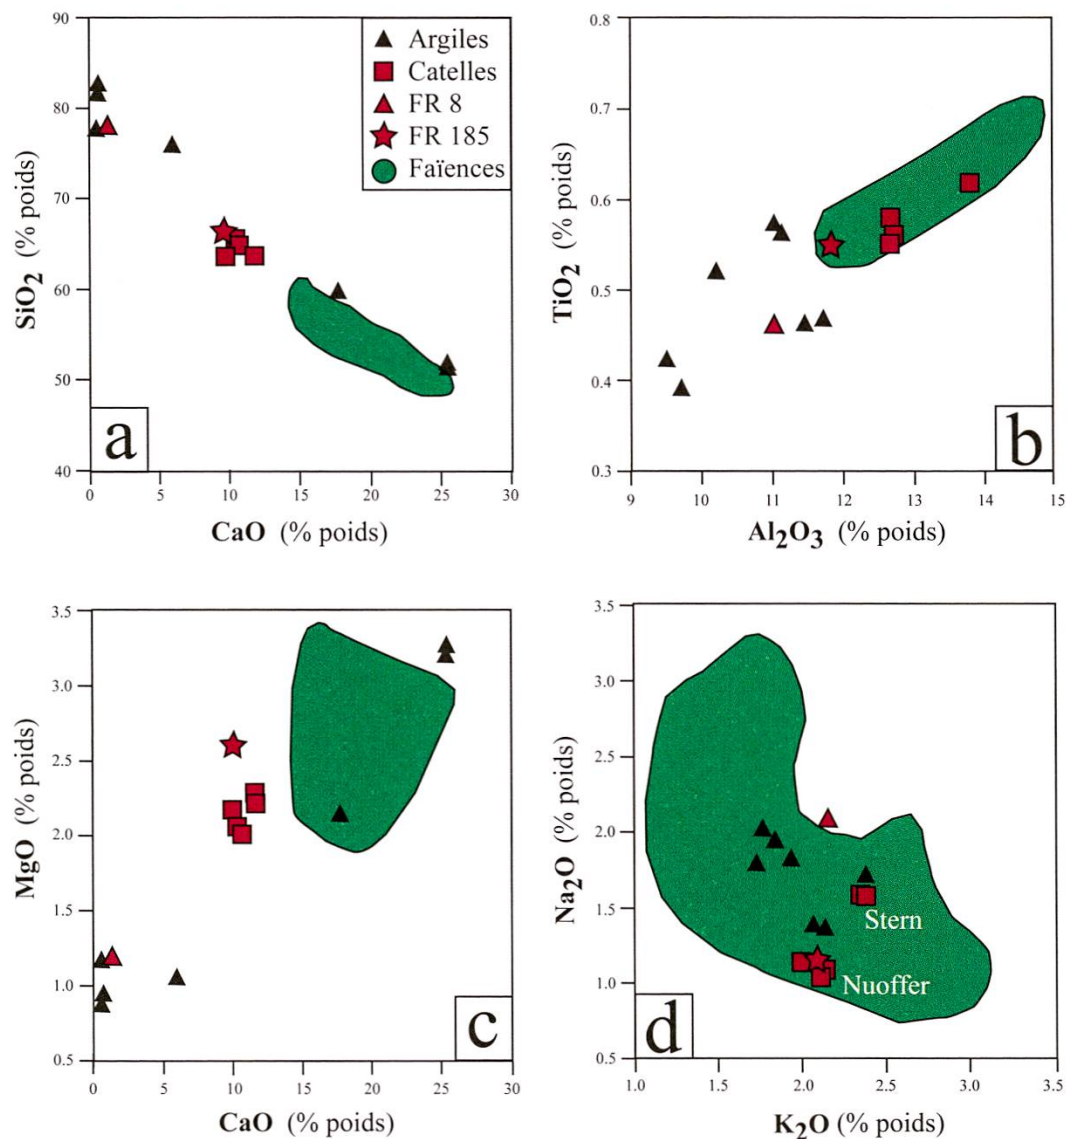 90
80
70
60
50
40
SiO2 (% poids)
Argiles
Catelles
FR 8
FR 185
Faïences
a
0 5 10 15 20 25 30
CaO (% poids)
0.8
0.7
0.6
0.5
0.4
0.3
TiO2 (% poids)
b
9 10 11 12 13 14 15
Al2O3 (% poids)
3.5
3.0
2.5
2.0
1.5
1.0
0.5
MgO (% poids)
c
0 5 10 15 20 25 30
CaO (% poids)
3.5
3.0
2.5
2.0
1.5
1.0
0.5
Na2O (% poids)
Stern
Nuoffer
d
1.0 1.5 2.0 2.5 3.0 3.5
K2O (% poids)